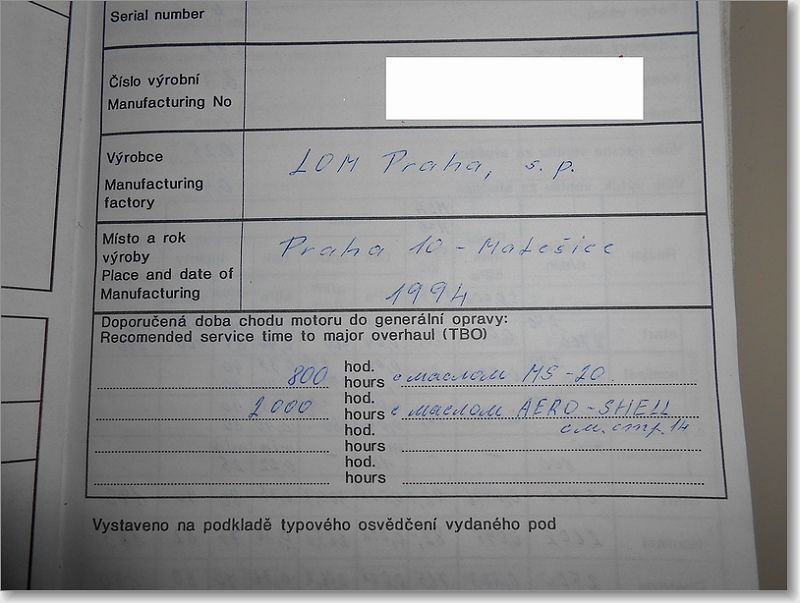 Serial number
Číslo výrobní
Manufacturing No
Výrobce
LOM Praha, s.p.
Manufacturing
factory
Místo a rok
výroby
Praha 10 - Malešice
Place and date of
Manufacturing
1994
Doporučená doba chodu motoru do generální opravy:
Recomended service time to major overhaul (TBO)
800 hod. hours с маслом MS-20
2000 hod. hours с маслом AERO-SHELL
см. стр. 14
hod.
hours
hod.
hours
Vystaveno na podkladě typového osvědčení vydaného pod